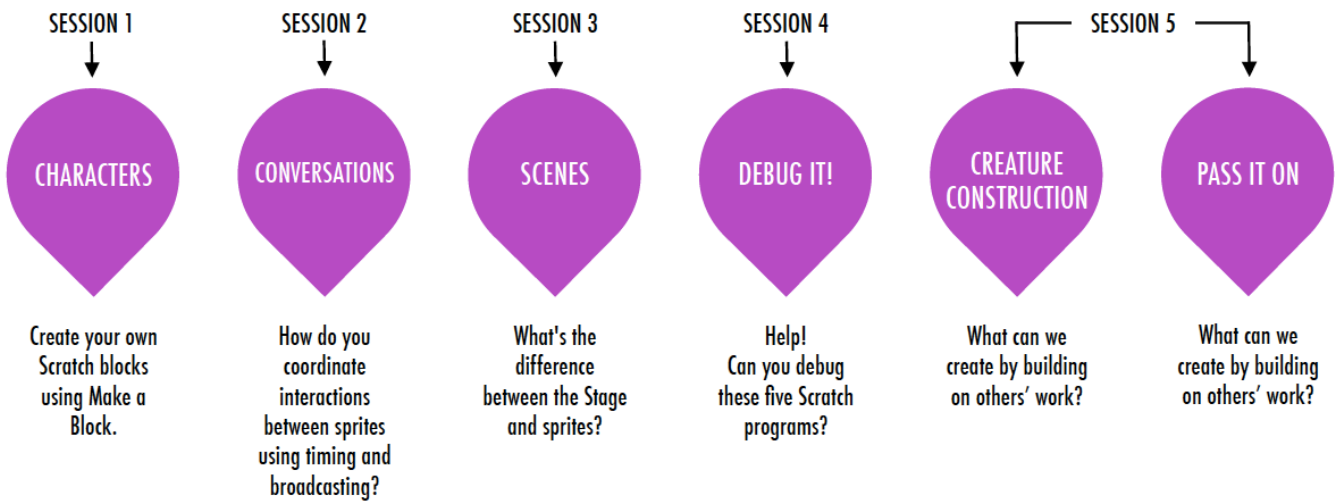 SESSION 1
SESSION 2
SESSION 3
SESSION 4
SESSION 5
CHARACTERS
CONVERSATIONS
SCENES
DEBUG IT!
CREATURE
CONSTRUCTION
PASS IT ON
Create your own
Scratch blocks
using Make a
Block.
How do you
coordinate
interactions
between sprites
using timing and
broadcasting?
What's the
difference
between the Stage
and sprites?
Help!
Can you debug
these five Scratch
programs?
What can we
create by building
on others’ work?
What can we
create by building
on others’ work?